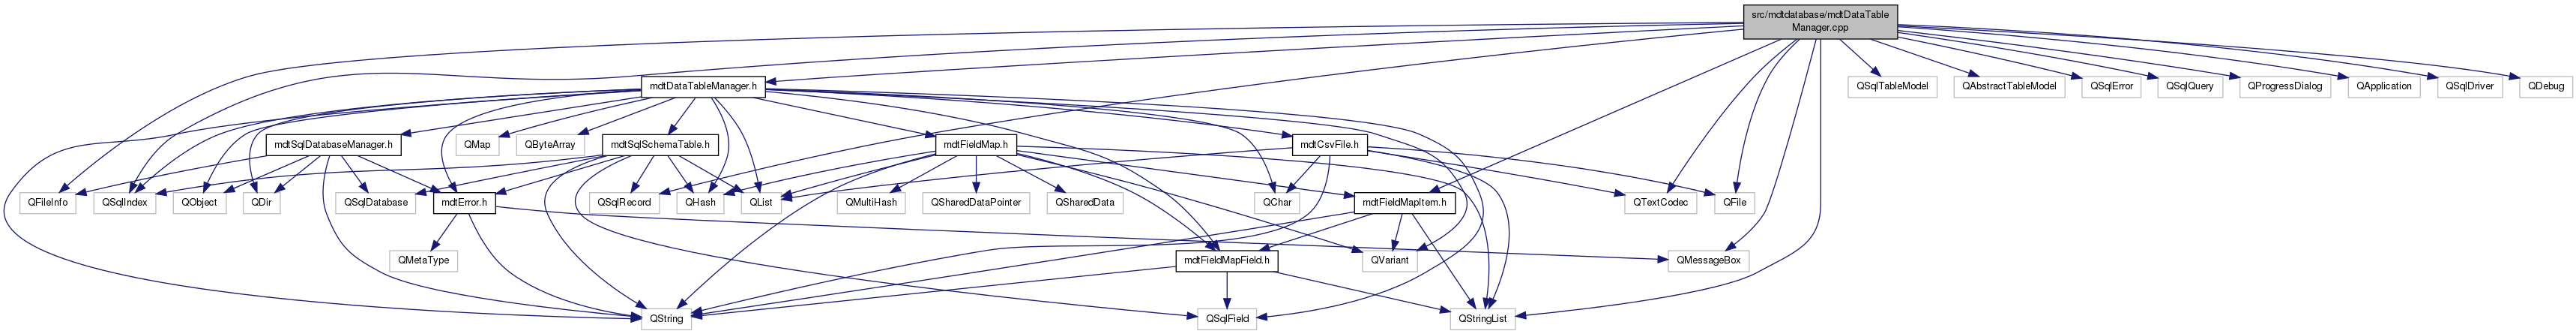 src/mdtdatabase/mdtDataTable
Manager.cpp
mdtDataTableManager.h
QSqlTableModel
QAbstractTableModel
QSqlError
QSqlQuery
QProgressDialog
QApplication
QSqlDriver
QDebug
mdtSqlDatabaseManager.h
QMap
QByteArray
mdtSqlSchemaTable.h
mdtFieldMap.h
mdtCsvFile.h
QFileInfo
QSqlIndex
QObject
QDir
QSqlDatabase
mdtError.h
QSqlRecord
QHash
QList
QMultiHash
QSharedDataPointer
QSharedData
QChar
mdtFieldMapItem.h
QTextCodec
QFile
QMetaType
mdtFieldMapField.h
QVariant
QMessageBox
QString
QSqlField
QStringList